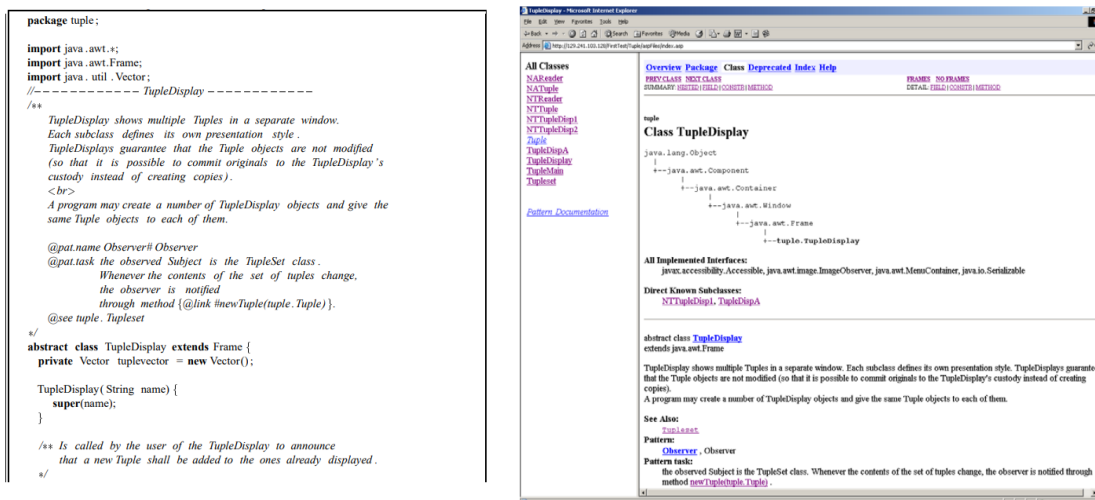 package tuple;
import java.awt.*;
import java.awt.Frame;
import java.util.Vector;
//------------ TupleDisplay ------------
/**
TupleDisplay shows multiple Tuples in a separate window.
Each subclass defines its own presentation style.
TupleDisplays guarantee that the Tuple objects are not modified
(so that it is possible to commit originals to the TupleDisplay's
custody instead of creating copies).
<br>
A program may create a number of TupleDisplay objects and give the
same Tuple objects to each of them.
@pat.name Observer# Observer
@pat.task the observed Subject is the TupleSet class.
Whenever the contents of the set of tuples change,
the observer is notified
through method {@link #newTuple(tuple.Tuple)}.
@see tuple.Tupleset
*/
abstract class TupleDisplay extends Frame {
private Vector tuplevector = new Vector();
TupleDisplay(String name) {
super(name);
}
/** Is called by the user of the TupleDisplay to announce
that a new Tuple shall be added to the ones already displayed.
*/
TupleDisplay - Microsoft Internet Explorer
File Edit View Favorites Tools Help
Back Search Favorites Media
Address http://129.241.103.128/FirstTest/Tuple/aspFiles/index.asp
All Classes
NAReader
NATuple
NTReader
NTTuple
NTTupleDisp1
NTTupleDisp2
Tuple
TupleDispA
TupleDisplay
TupleMain
Tupleset
Pattern Documentation
Overview Package Class Deprecated Index Help
PREV CLASS NEXT CLASS FRAMES NO FRAMES
SUMMARY: NESTED | FIELD | CONSTR | METHOD DETAIL: FIELD | CONSTR | METHOD
tuple
Class TupleDisplay
java.lang.Object
|
+--java.awt.Component
|
+--java.awt.Container
|
+--java.awt.Window
|
+--java.awt.Frame
|
+--tuple.TupleDisplay
All Implemented Interfaces:
javax.accessibility.Accessible, java.awt.image.ImageObserver, java.awt.MenuContainer, java.io.Serializable
Direct Known Subclasses:
NTTupleDisp1, TupleDispA
abstract class TupleDisplay
extends java.awt.Frame
TupleDisplay shows multiple Tuples in a separate window. Each subclass defines its own presentation style. TupleDisplays guarante
that the Tuple objects are not modified (so that it is possible to commit originals to the TupleDisplay's custody instead of creating
copies).
A program may create a number of TupleDisplay objects and give the same Tuple objects to each of them.
See Also:
Tupleset
Pattern:
Observer , Observer
Pattern task:
the observed Subject is the TupleSet class. Whenever the contents of the set of tuples change, the observer is notified through
method newTuple(tuple.Tuple) .